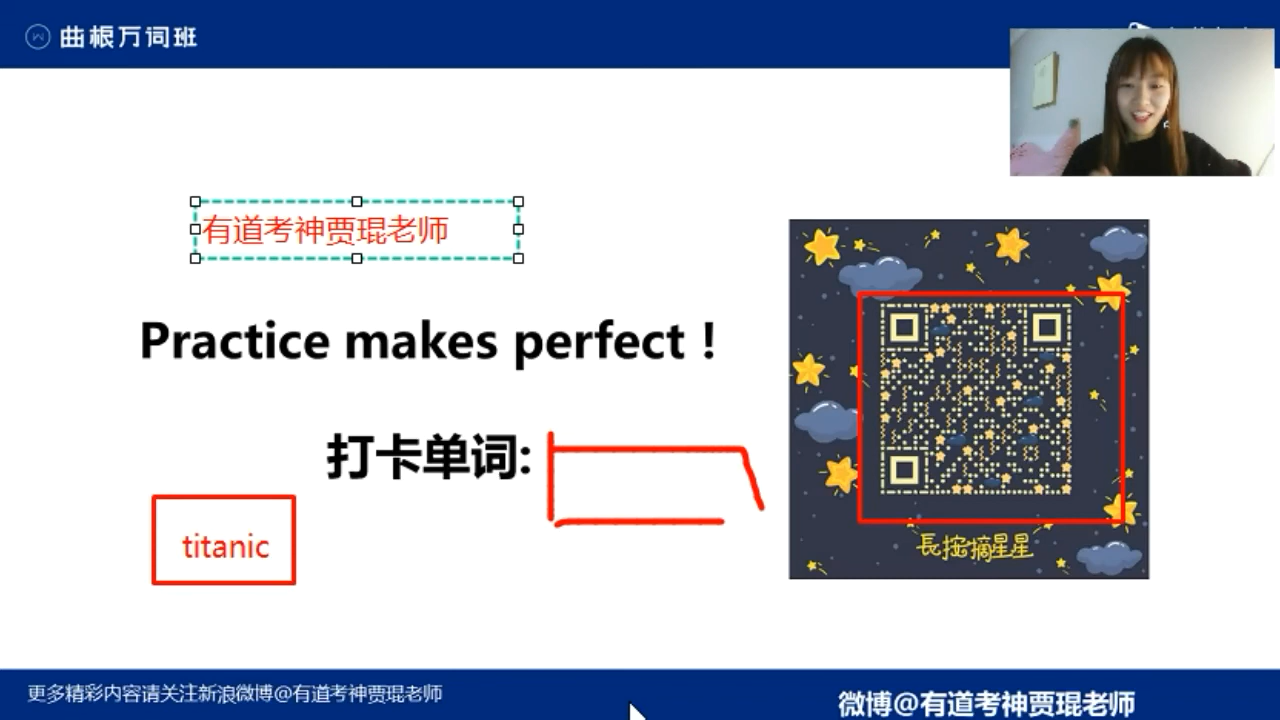 曲根万词班
有道考神贾琨老师
Practice makes perfect！
打卡单词:
titanic
長按摘星星
更多精彩内容请关注新浪微博@有道考神贾琨老师
微博@有道考神贾琨老师